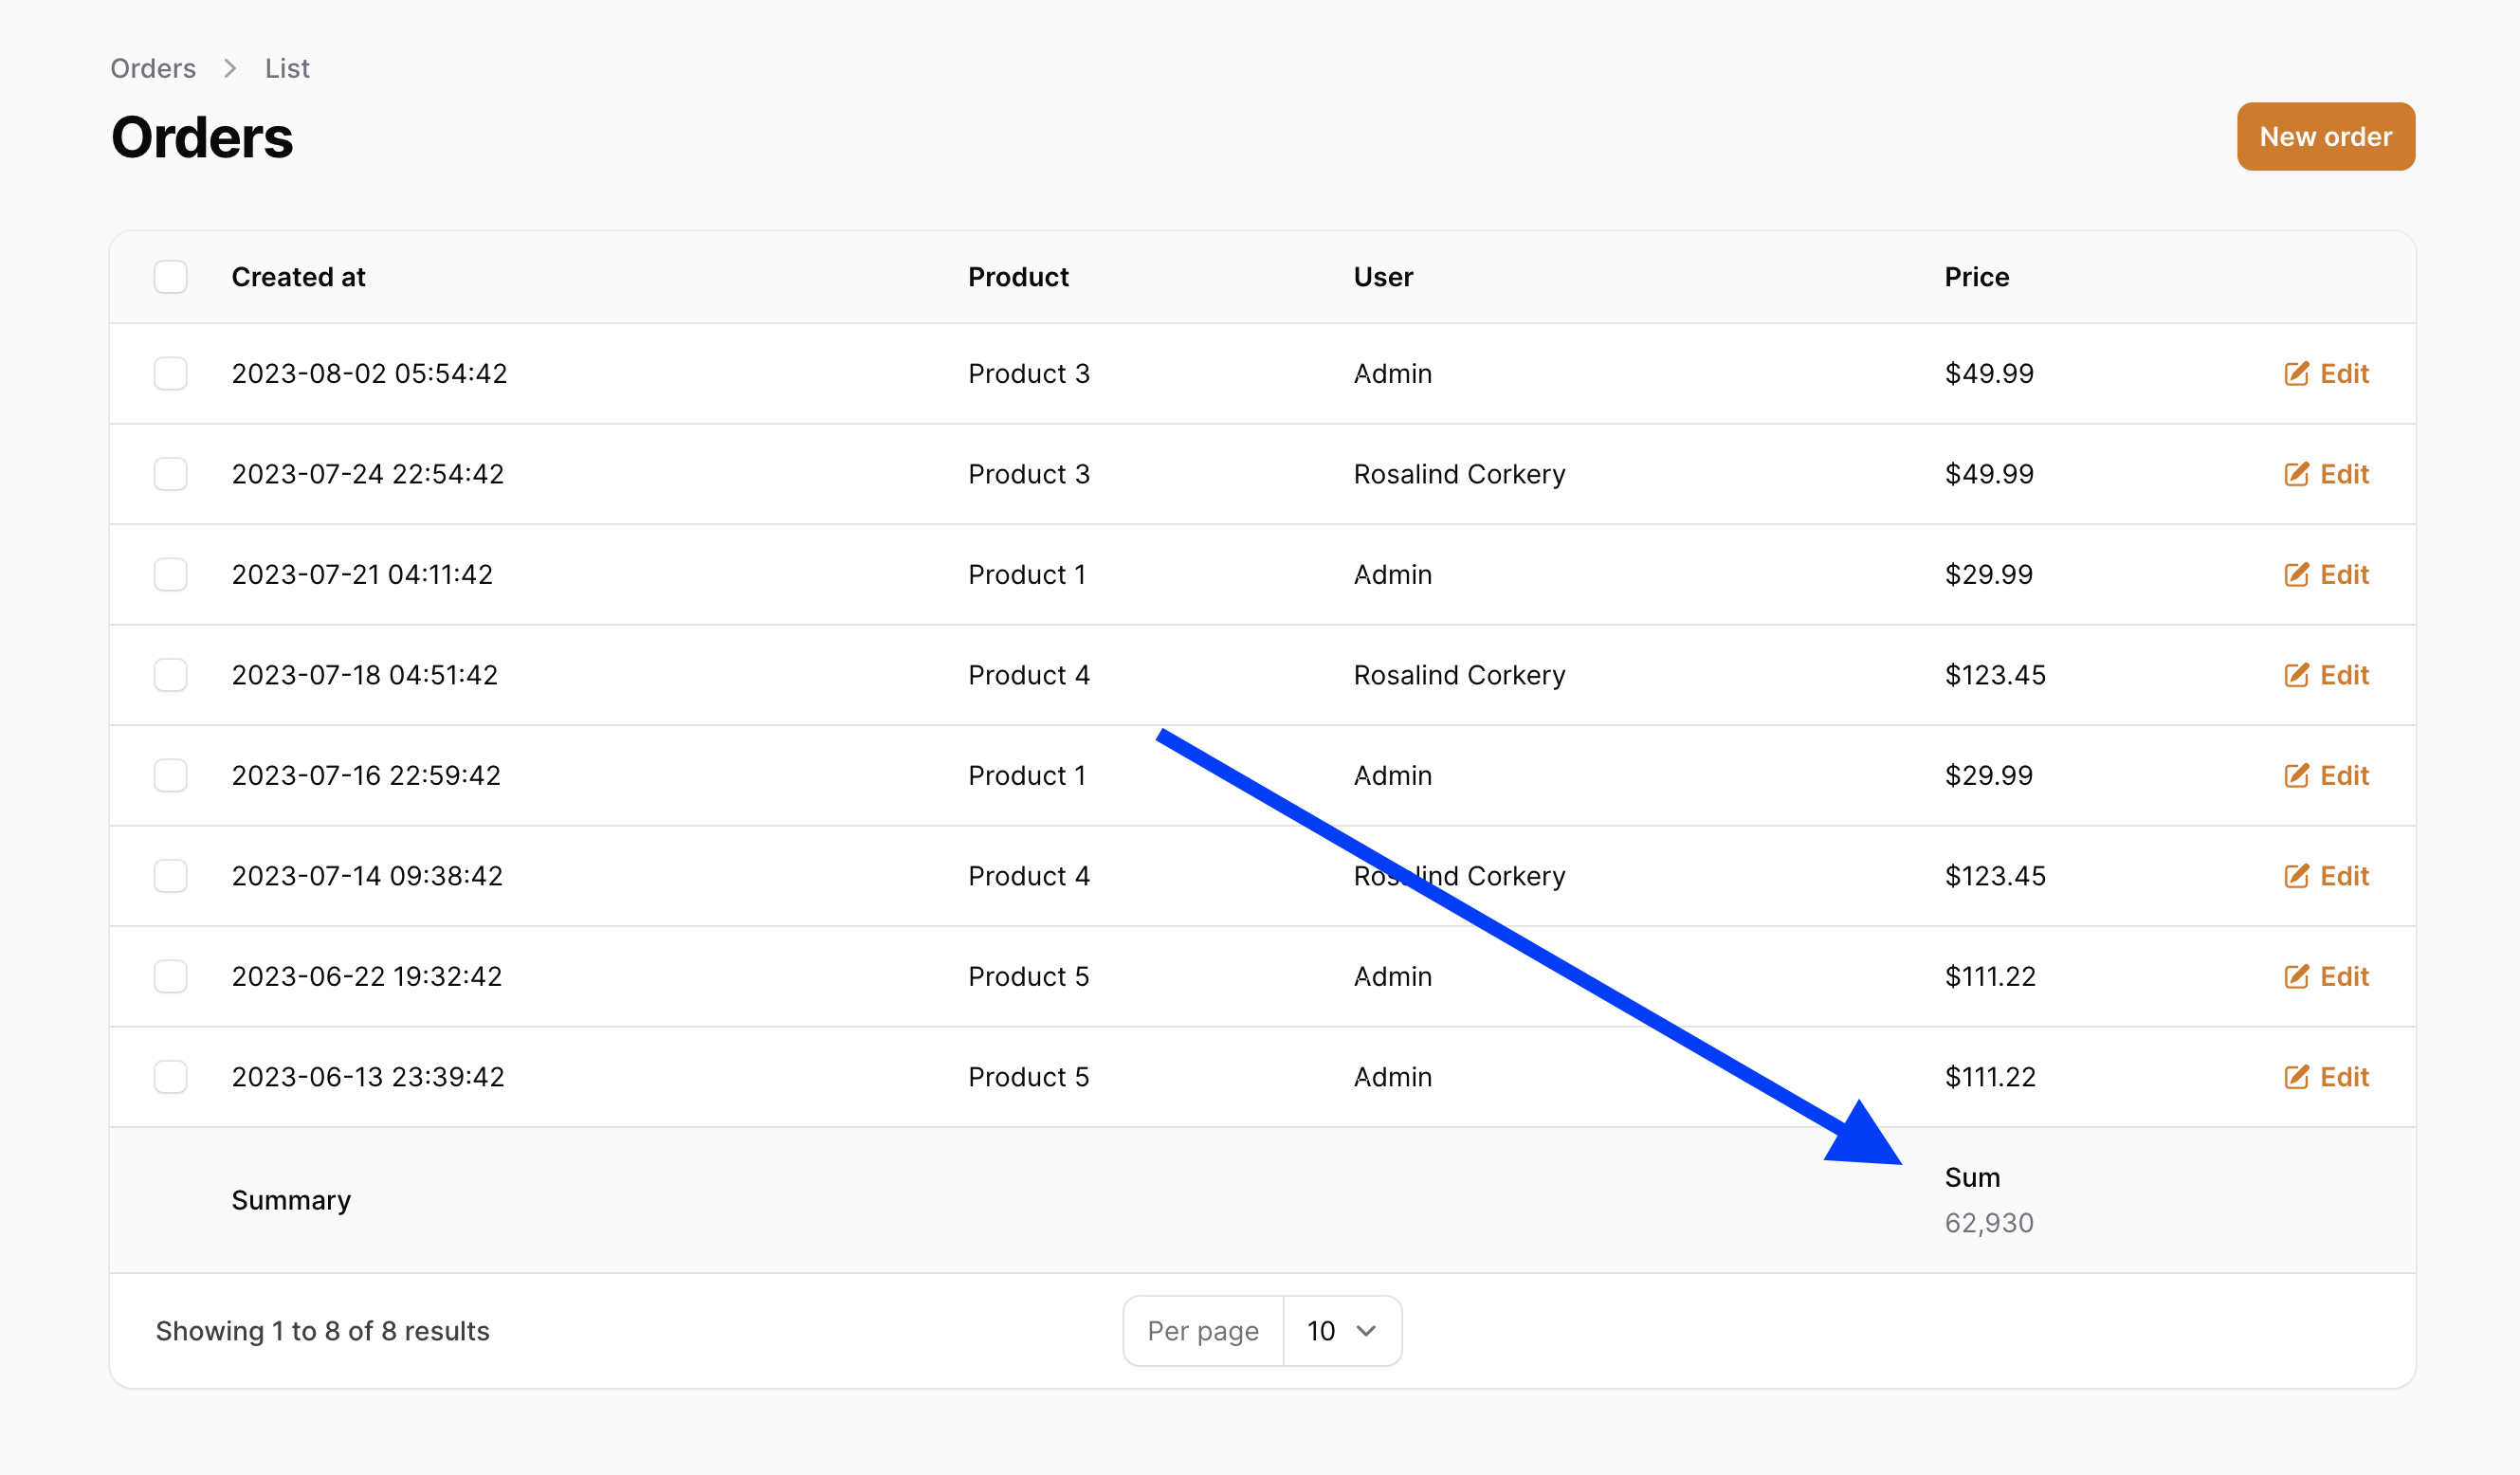 Orders > List
Orders
New order
Created at Product User Price
2023-08-02 05:54:42 Product 3 Admin $49.99 Edit
2023-07-24 22:54:42 Product 3 Rosalind Corkery $49.99 Edit
2023-07-21 04:11:42 Product 1 Admin $29.99 Edit
2023-07-18 04:51:42 Product 4 Rosalind Corkery $123.45 Edit
2023-07-16 22:59:42 Product 1 Admin $29.99 Edit
2023-07-14 09:38:42 Product 4 Rosalind Corkery $123.45 Edit
2023-06-22 19:32:42 Product 5 Admin $111.22 Edit
2023-06-13 23:39:42 Product 5 Admin $111.22 Edit
Summary
Sum
62,930
Showing 1 to 8 of 8 results
Per page 10